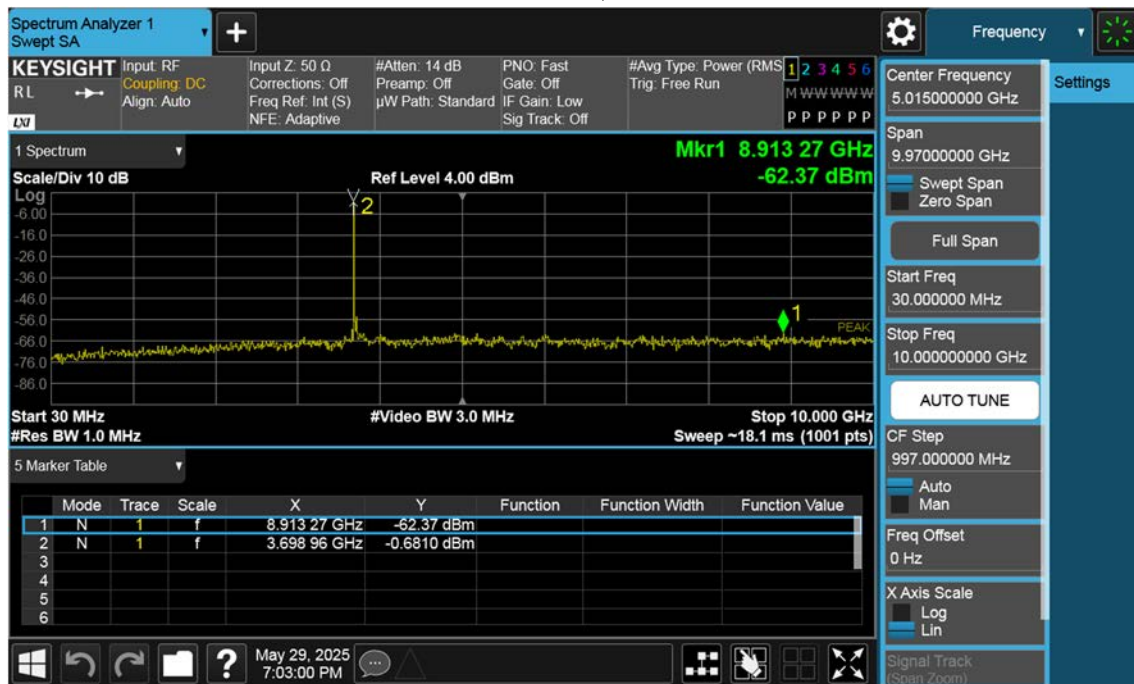 Spectrum Analyzer 1
Swept SA
+
Frequency
KEYSIGHT
RL
LXI
Input: RF
Coupling: DC
Align: Auto
Input Z: 50 Ω
Corrections: Off
Freq Ref: Int (S)
NFE: Adaptive
#Atten: 14 dB
Preamp: Off
µW Path: Standard
PNO: Fast
Gate: Off
IF Gain: Low
Sig Track: Off
#Avg Type: Power (RMS
Trig: Free Run
1 2 3 4 5 6
M W W W W W
P P P P P P
1 Spectrum
Scale/Div 10 dB
Ref Level 4.00 dBm
Mkr1 8.913 27 GHz
-62.37 dBm
Log
-6.00
-16.0
-26.0
-36.0
-46.0
-56.0
-66.0
-76.0
-86.0
2
1
PEAK
Start 30 MHz
#Video BW 3.0 MHz
Stop 10.000 GHz
#Res BW 1.0 MHz
Sweep ~18.1 ms (1001 pts)
5 Marker Table
Mode Trace Scale X Y Function Function Width Function Value
1 N 1 f 8.913 27 GHz -62.37 dBm
2 N 1 f 3.698 96 GHz -0.6810 dBm
3
4
5
6
?
May 29, 2025
7:03:00 PM
Center Frequency
5.015000000 GHz
Span
9.97000000 GHz
Swept Span
Zero Span
Full Span
Start Freq
30.000000 MHz
Stop Freq
10.000000000 GHz
AUTO TUNE
CF Step
997.000000 MHz
Auto
Man
Freq Offset
0 Hz
X Axis Scale
Log
Lin
Signal Track
(Span Zoom)
Settings